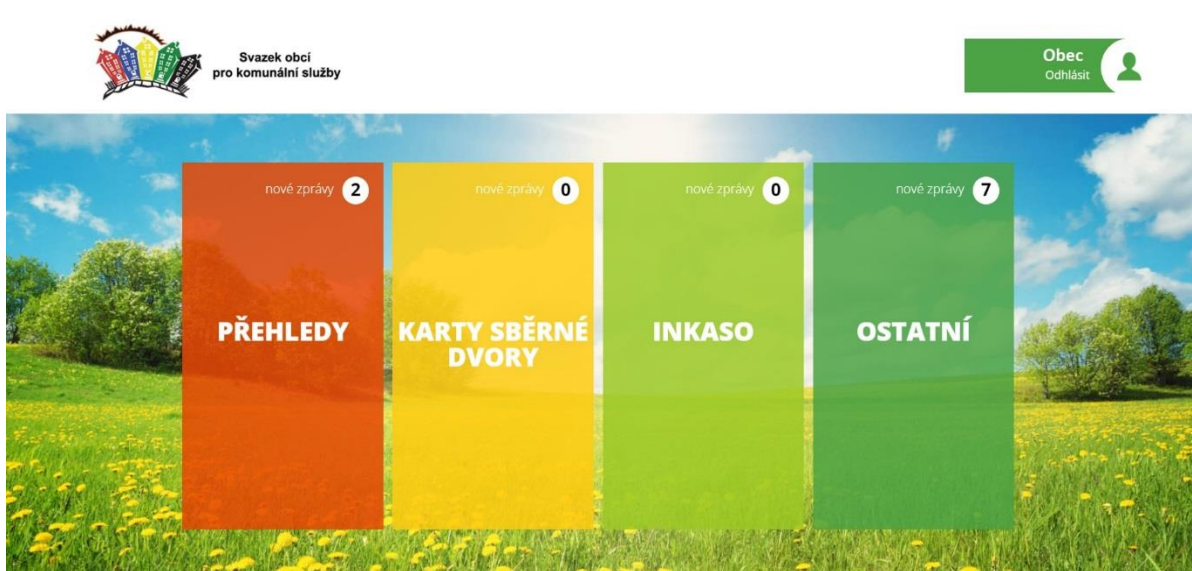 Svazek obcí
pro komunální služby
Obec
Odhlásit
nové zprávy 2
nové zprávy 0
nové zprávy 0
nové zprávy 7
PŘEHLEDY
KARTY SBĚRNÉ
DVORY
INKASO
OSTATNÍ